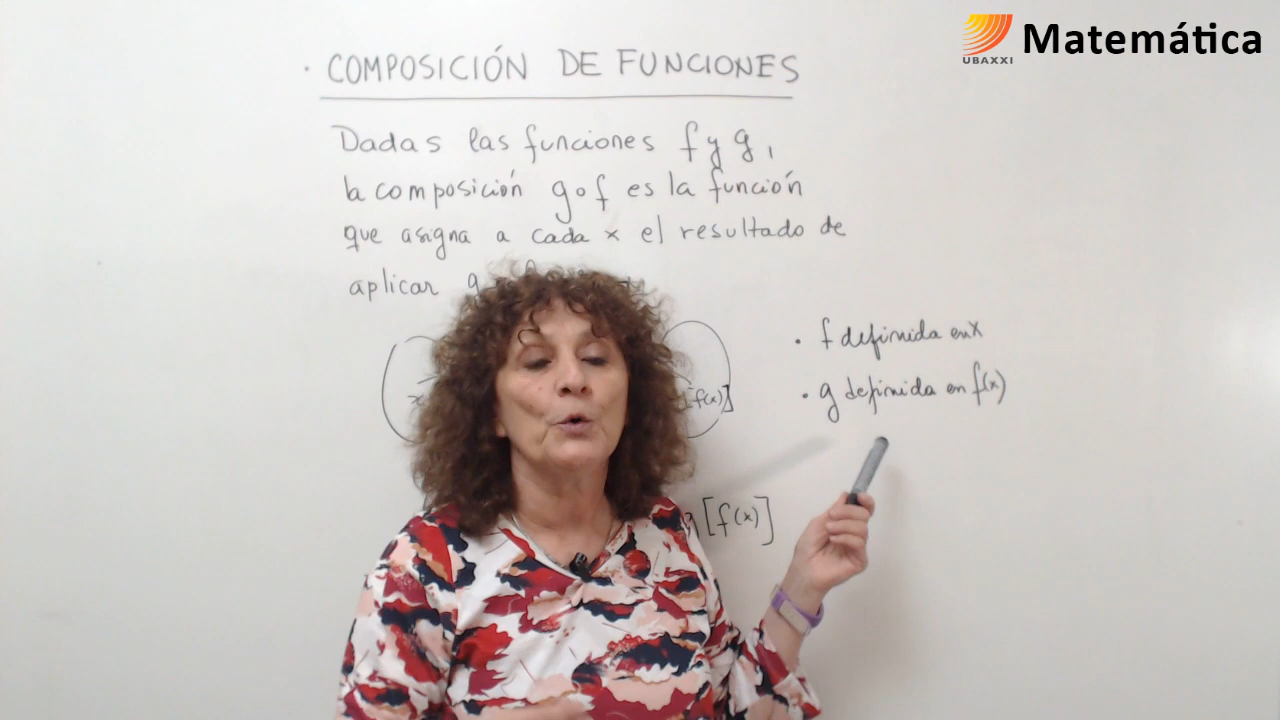 UBAXXI Matemática
· COMPOSICIÓN DE FUNCIONES
Dadas las funciones f y g,
la composición g∘f es la función
que asigna a cada x el resultado de
aplicar g
· f definida en x
· g definida en f(x)
x [f(x)]
[f(x)]